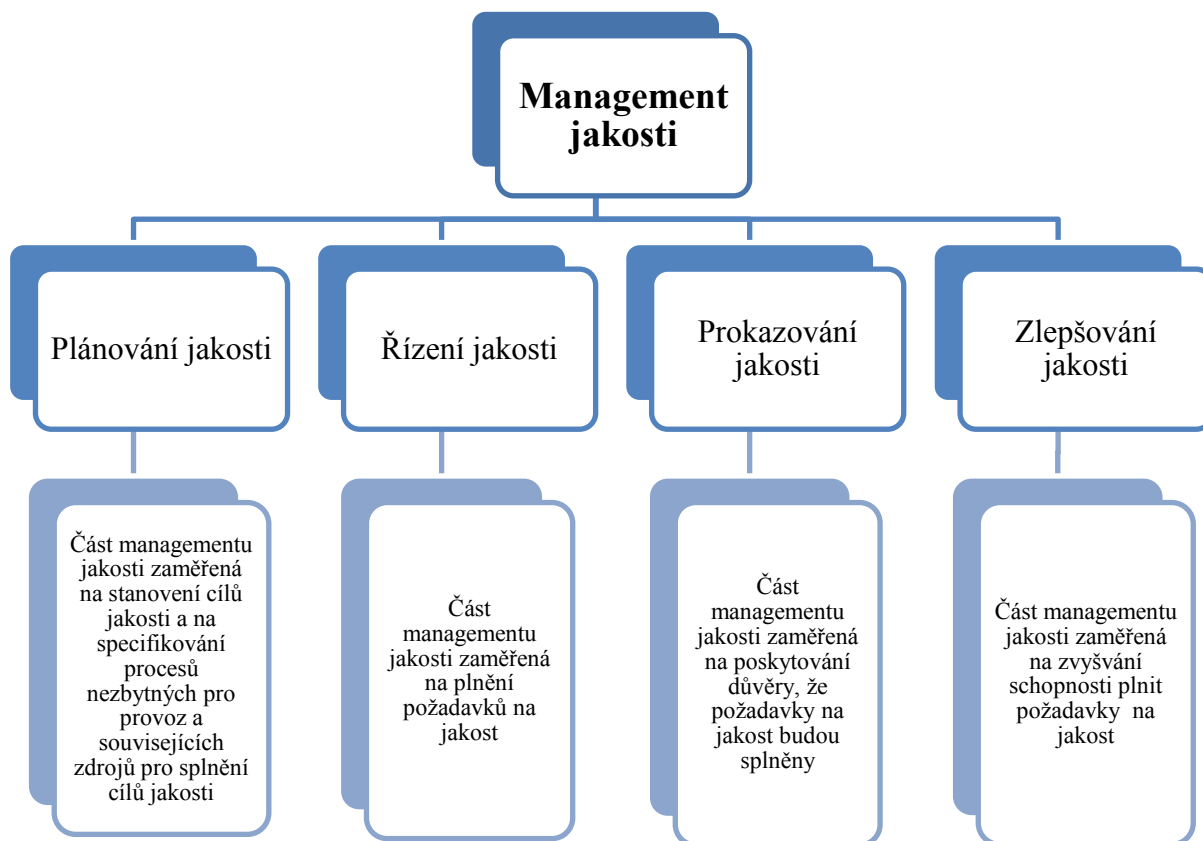 Management
jakosti
Plánování jakosti
Řízení jakosti
Prokazování
jakosti
Zlepšování
jakosti
Část managementu
jakosti zaměřená
na stanovení cílů
jakosti a na
specifikování
procesů
nezbytných pro
provoz a
souvisejících
zdrojů pro splnění
cílů jakosti
Část
managementu
jakosti zaměřená
na plnění
požadavků na
jakost
Část
managementu
jakosti zaměřená
na poskytování
důvěry, že
požadavky na
jakost budou
splněny
Část managementu
jakosti zaměřená
na zvyšvání
schopnosti plnit
požadavky na
jakost